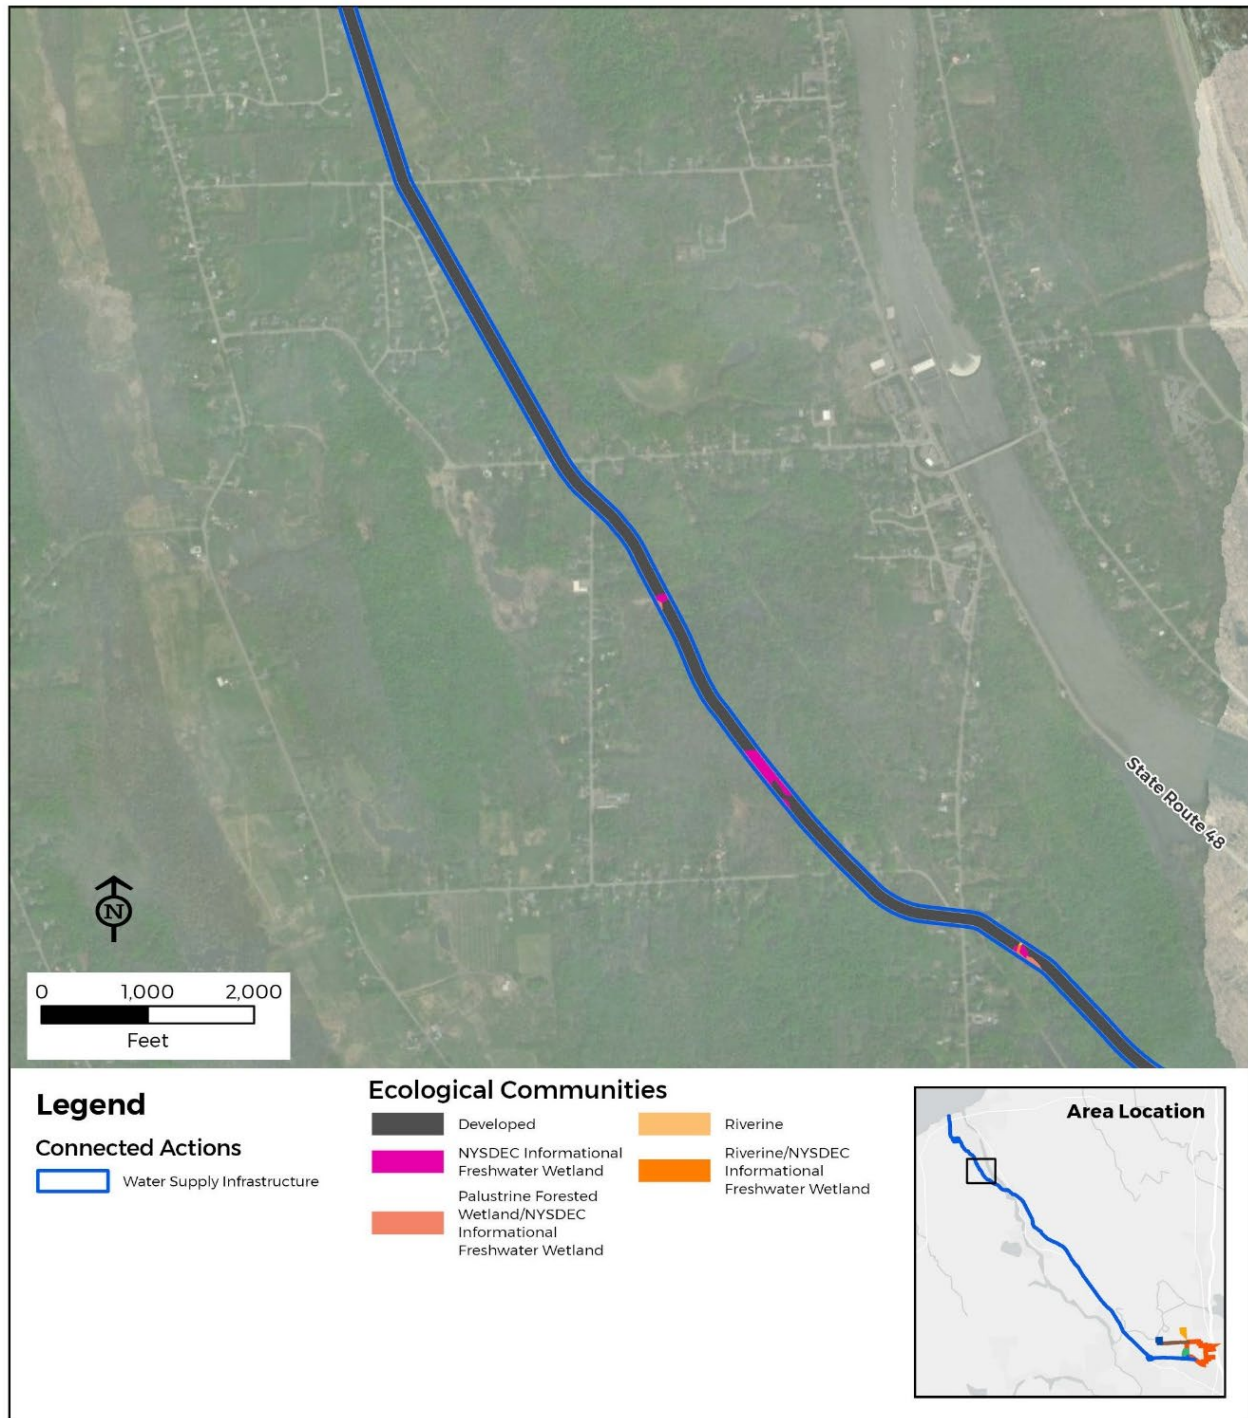 State Route 48
N
0 1,000 2,000
Feet
Legend
Connected Actions
Water Supply Infrastructure
Ecological Communities
Developed
NYSDEC Informational
Freshwater Wetland
Palustrine Forested
Wetland/NYSDEC
Informational
Freshwater Wetland
Riverine
Riverine/NYSDEC
Informational
Freshwater Wetland
Area Location